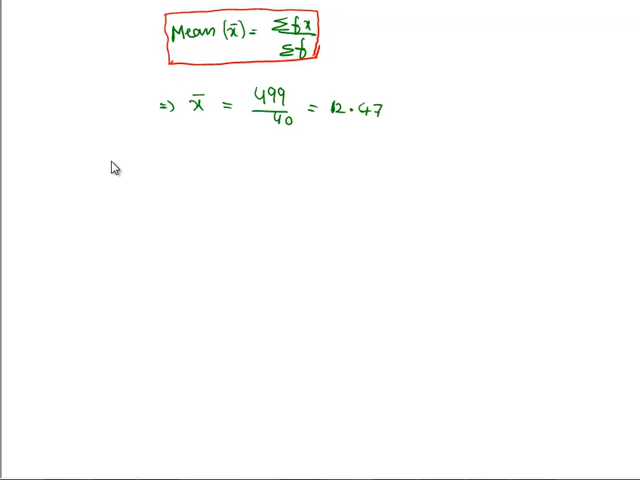 Mean (x̄) = Σfx / Σf
⇒ x̄ = 499 / 40 = 12.47